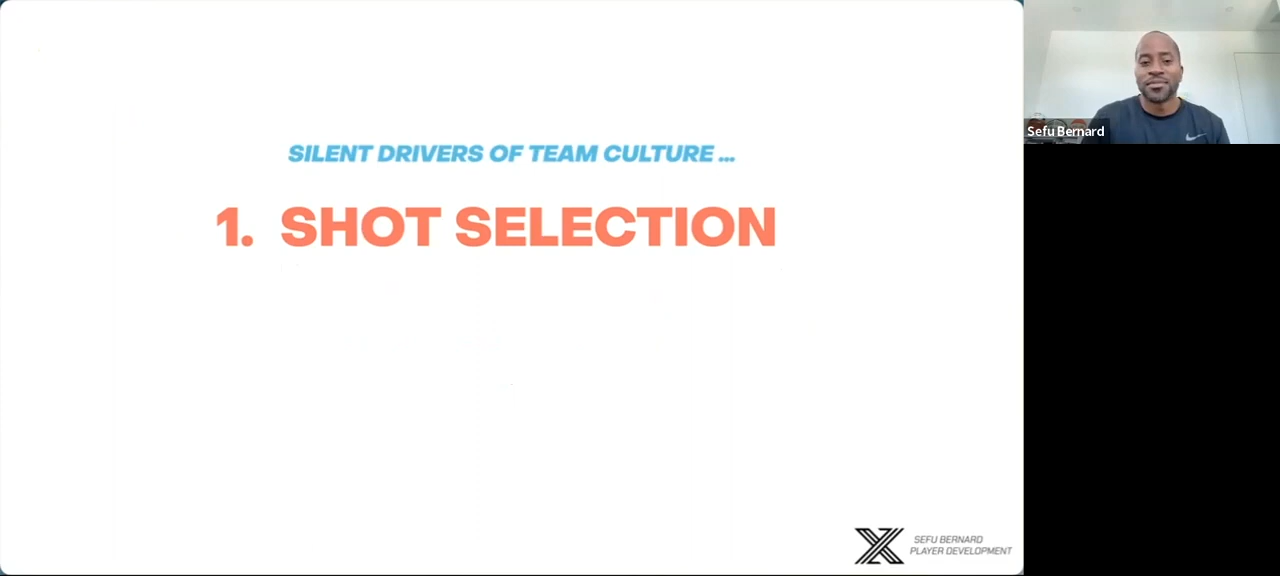 SILENT DRIVERS OF TEAM CULTURE ...
1. SHOT SELECTION
Sefu Bernard
SEFU BERNARD
PLAYER DEVELOPMENT